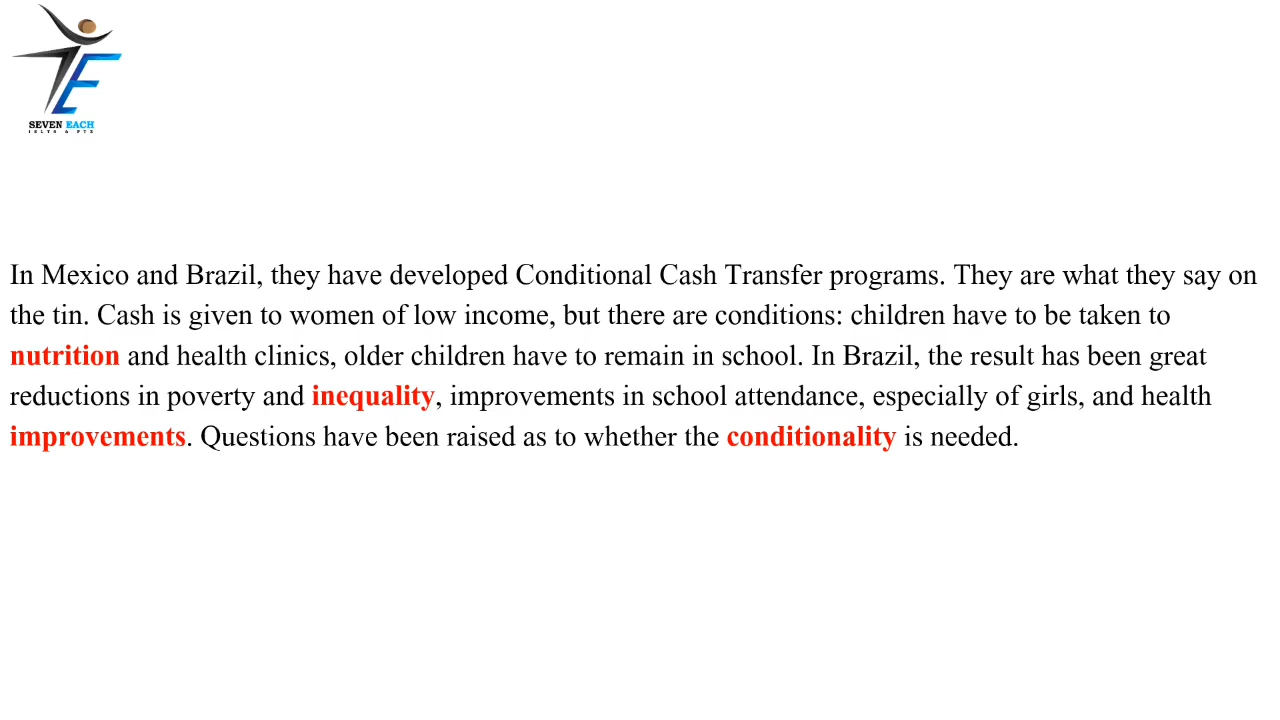 SEVEN EACH
IELTS & PTE
In Mexico and Brazil, they have developed Conditional Cash Transfer programs. They are what they say on
the tin. Cash is given to women of low income, but there are conditions: children have to be taken to
nutrition and health clinics, older children have to remain in school. In Brazil, the result has been great
reductions in poverty and inequality, improvements in school attendance, especially of girls, and health
improvements. Questions have been raised as to whether the conditionality is needed.